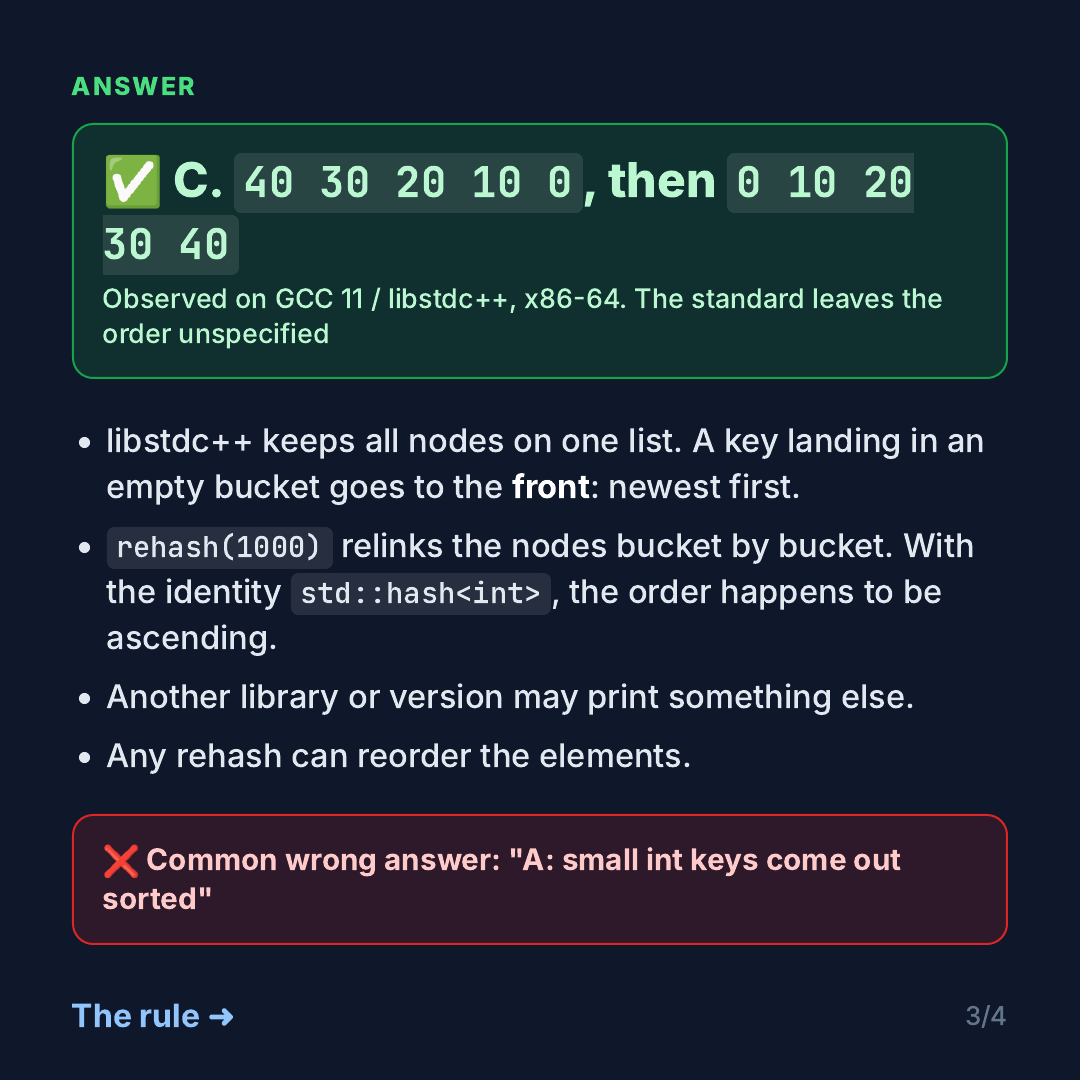 ANSWER
✅ C. 40 30 20 10 0, then 0 10 20
30 40
Observed on GCC 11 / libstdc++, x86-64. The standard leaves the
order unspecified
• libstdc++ keeps all nodes on one list. A key landing in an
empty bucket goes to the front: newest first.
• rehash(1000) relinks the nodes bucket by bucket. With
the identity std::hash<int>, the order happens to be
ascending.
• Another library or version may print something else.
• Any rehash can reorder the elements.
❌ Common wrong answer: "A: small int keys come out
sorted"
The rule ➜
3/4